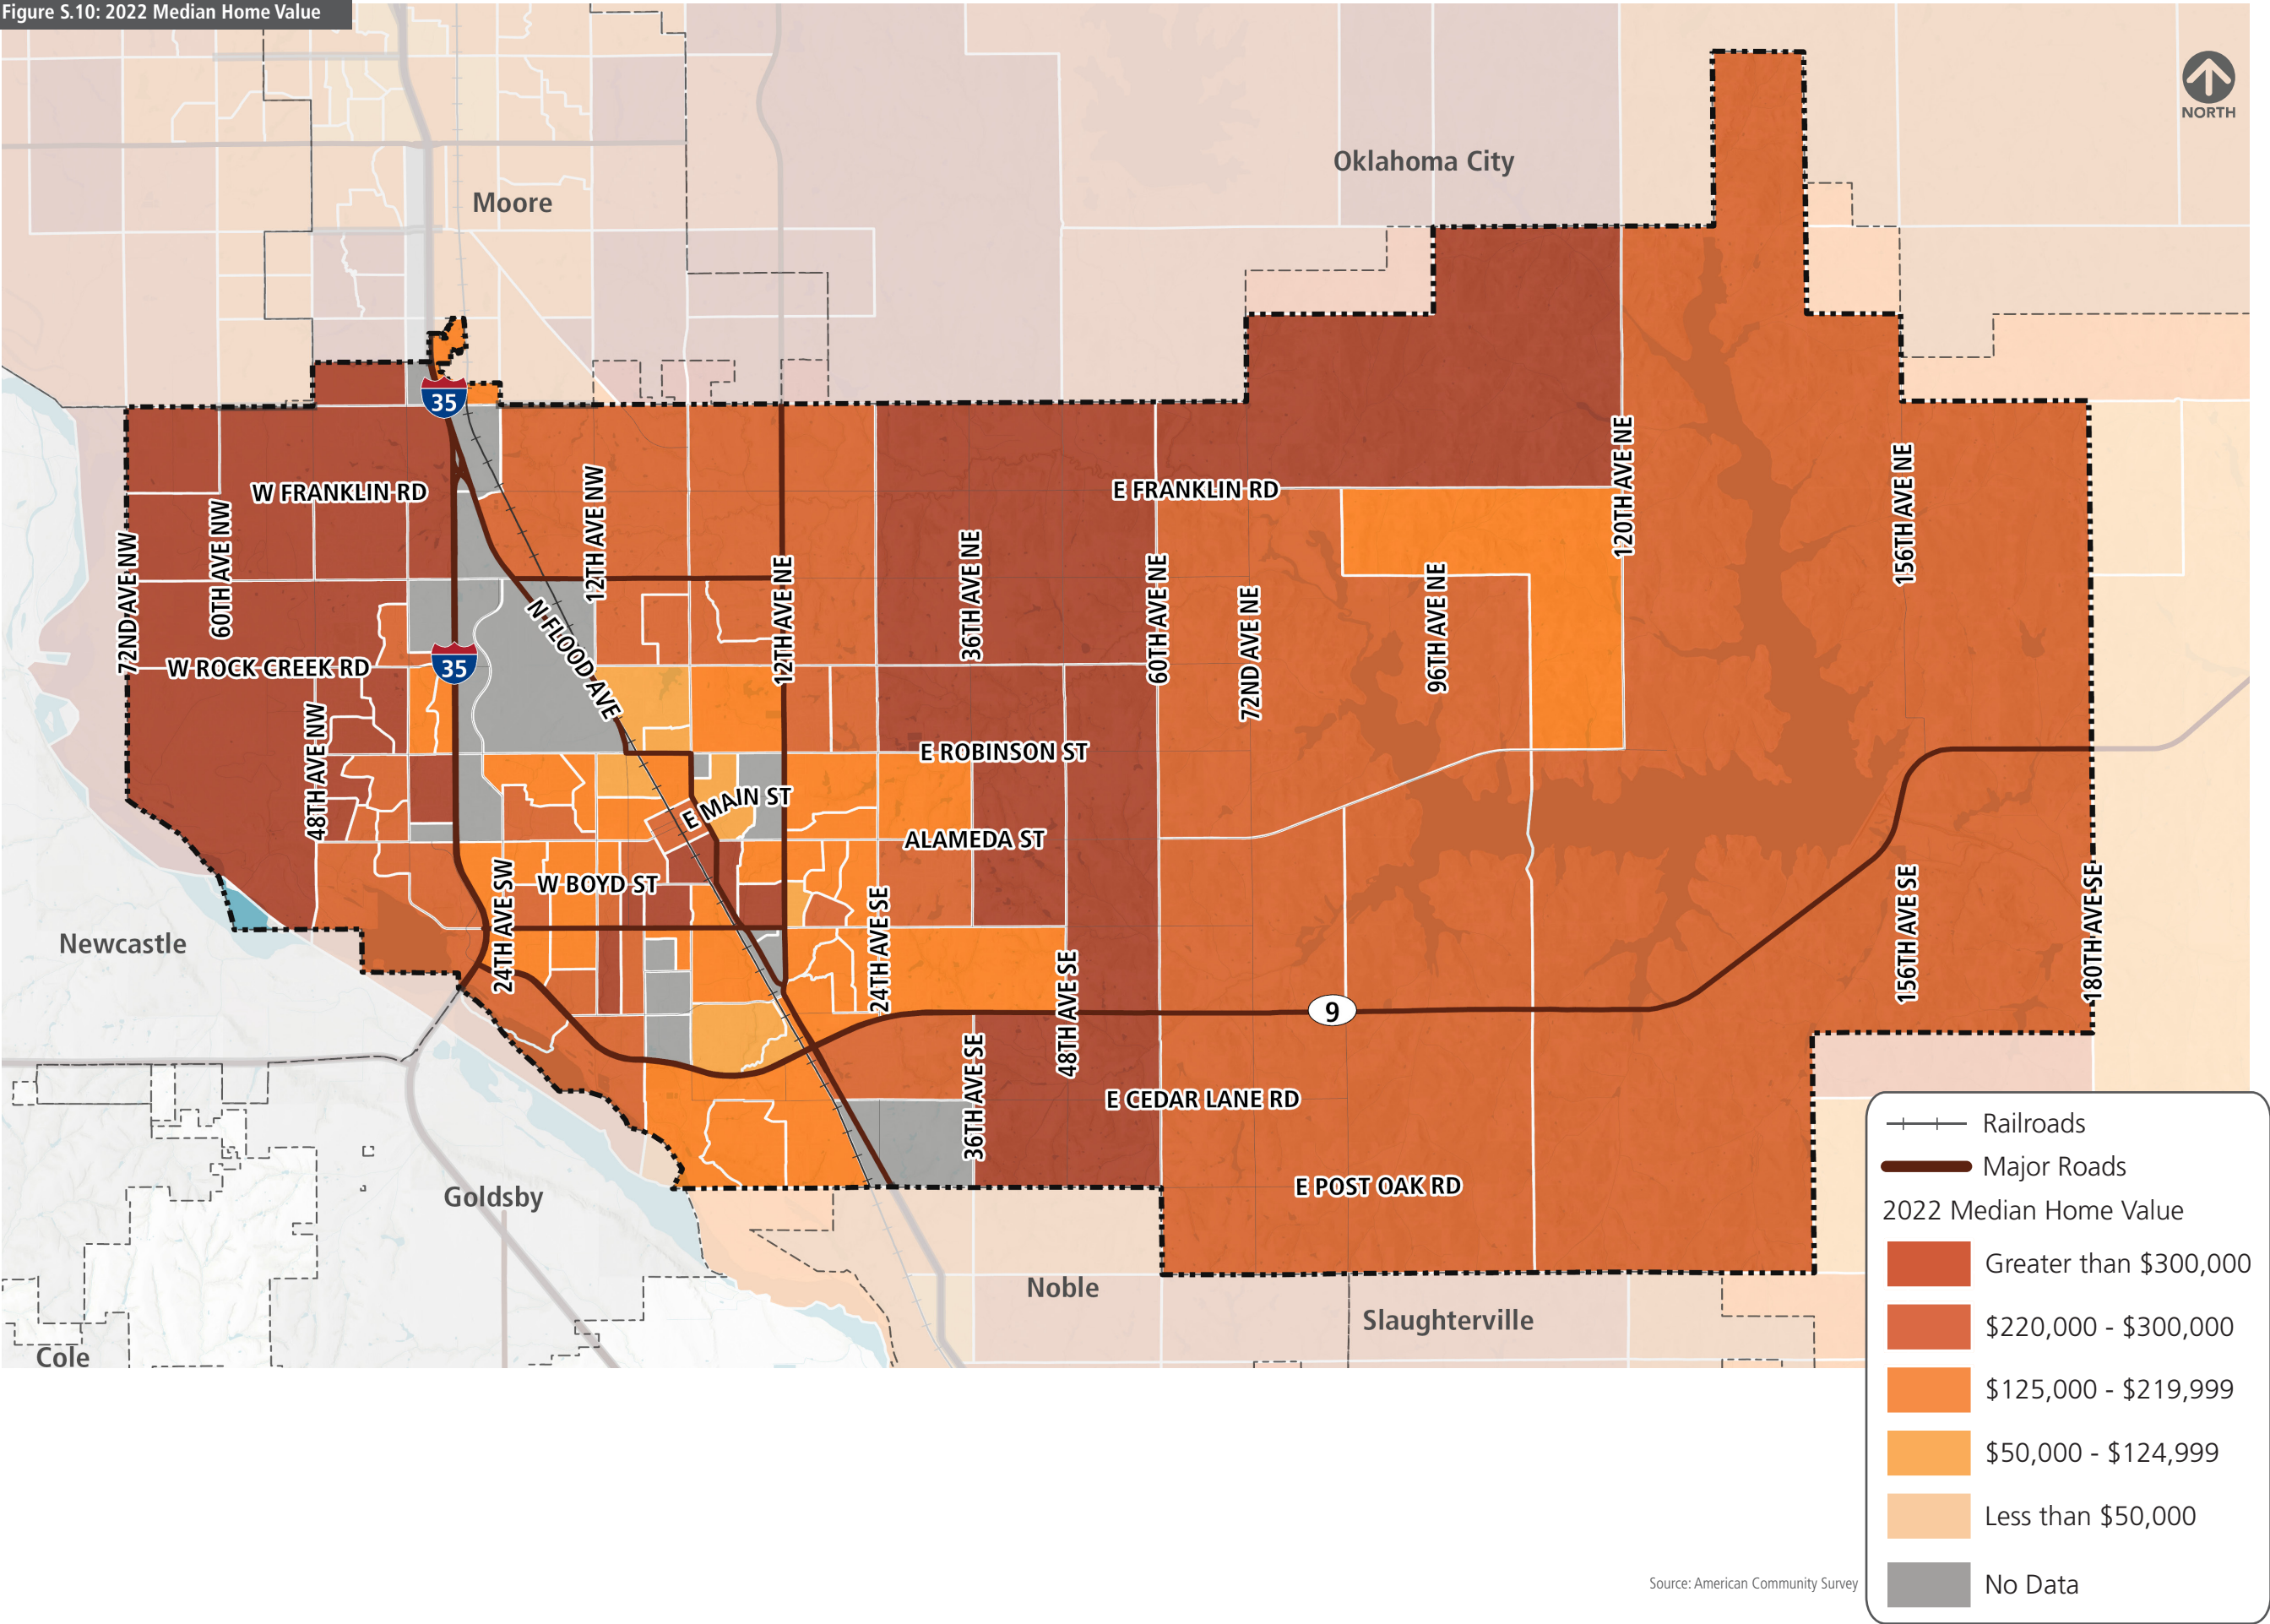 Figure S.10: 2022 Median Home Value
NORTH
Oklahoma City
Moore
35
W FRANKLIN RD
E FRANKLIN RD
72ND AVE NW
60TH AVE NW
12TH AVE NW
12TH AVE NE
36TH AVE NE
60TH AVE NE
72ND AVE NE
96TH AVE NE
120TH AVE NE
156TH AVE NE
N FLOOD AVE
W ROCK CREEK RD
35
48TH AVE NW
E ROBINSON ST
E MAIN ST
ALAMEDA ST
W BOYD ST
24TH AVE SW
24TH AVE SE
48TH AVE SE
156TH AVE SE
180TH AVE SE
Newcastle
9
36TH AVE SE
E CEDAR LANE RD
E POST OAK RD
Goldsby
Noble
Slaughterville
Cole
Railroads
Major Roads
2022 Median Home Value
Greater than $300,000
$220,000 - $300,000
$125,000 - $219,999
$50,000 - $124,999
Less than $50,000
No Data
Source: American Community Survey